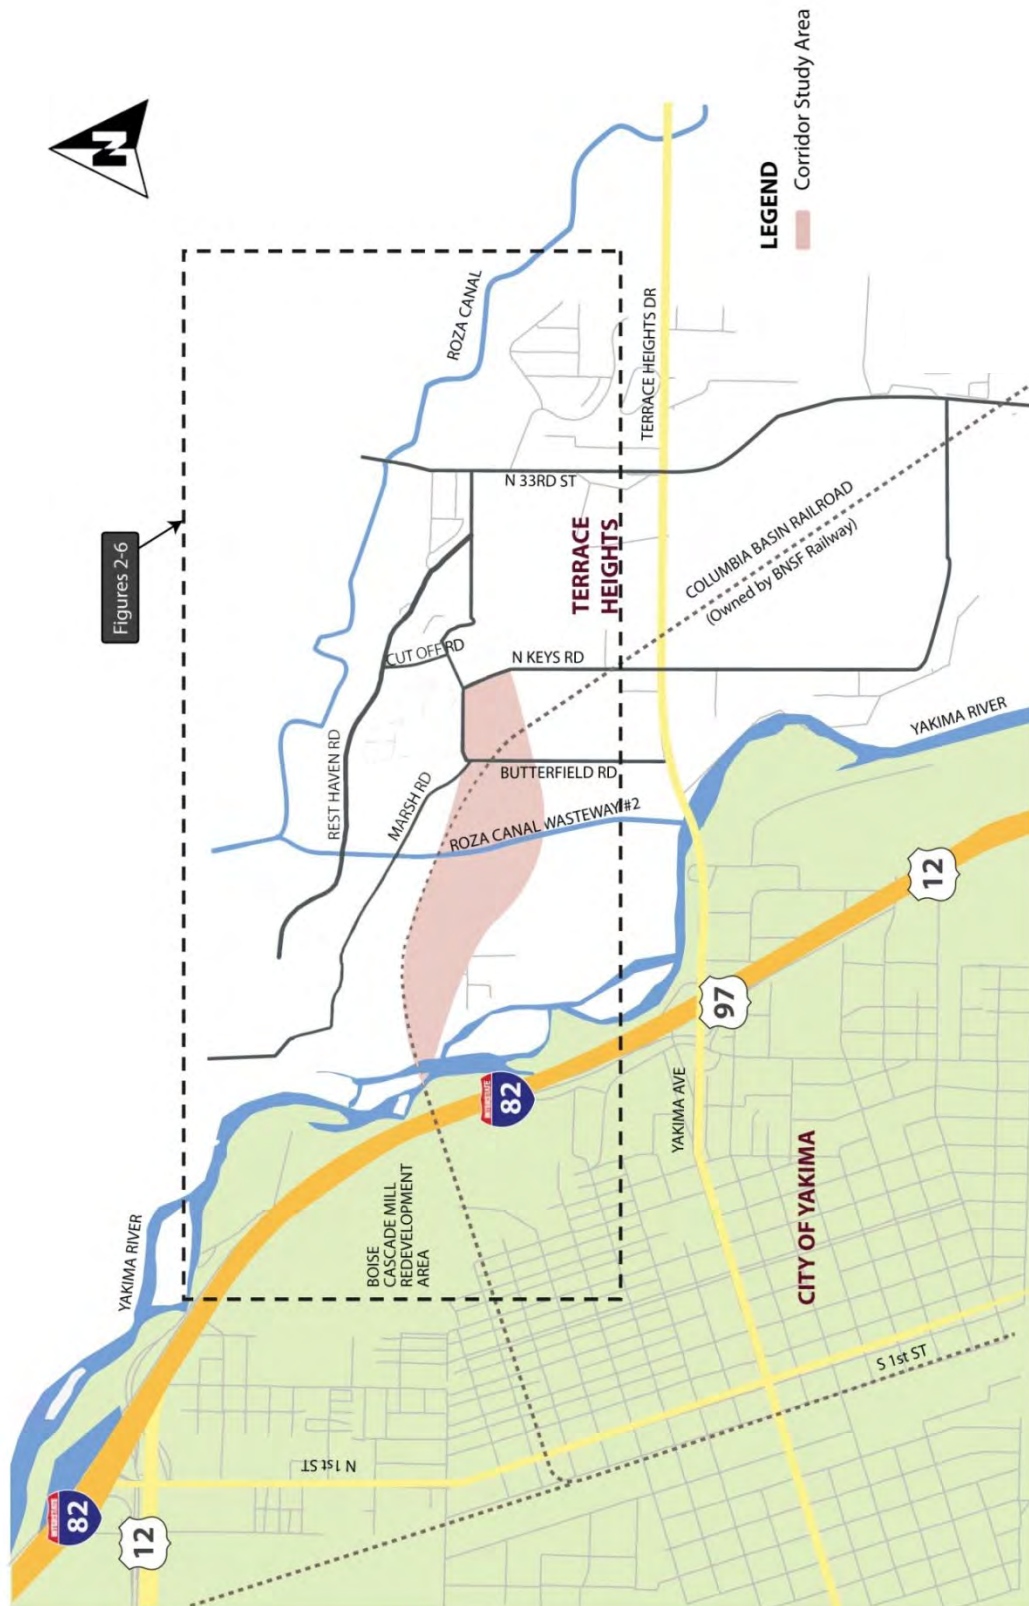 N
Figures 2-6
ROZA CANAL
LEGEND
Corridor Study Area
TERRACE HEIGHTS DR
N 33RD ST
TERRACE
HEIGHTS
COLUMBIA BASIN RAILROAD
(Owned by BNSF Railway)
CUT OFF RD
N KEYS RD
REST HAVEN RD
MARSH RD
BUTTERFIELD RD
ROZA CANAL WASTEWAY #2
YAKIMA RIVER
12
97
INTERSTATE
82
YAKIMA AVE
YAKIMA RIVER
BOISE
CASCADE MILL
REDEVELOPMENT
AREA
CITY OF YAKIMA
S 1st ST
N 1st ST
INTERSTATE
82
12